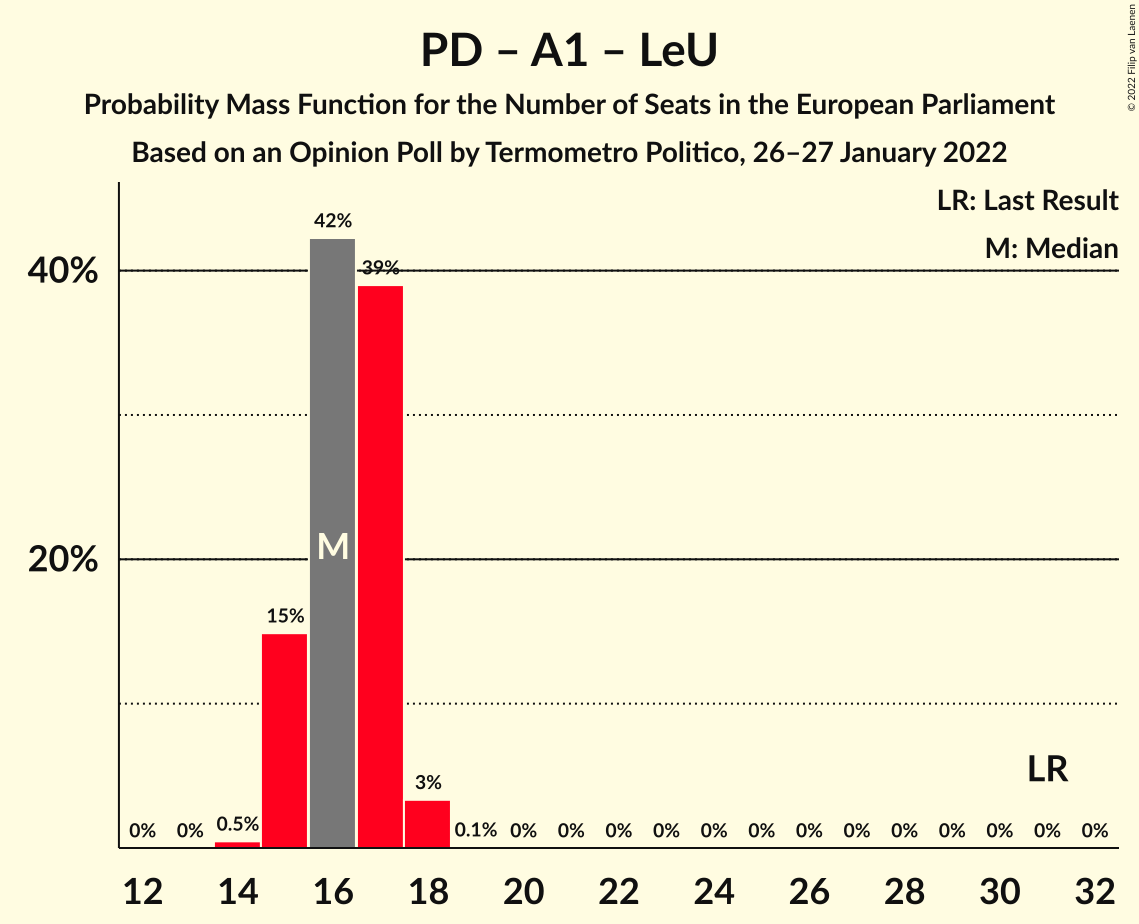 PD – A1 – LeU
Probability Mass Function for the Number of Seats in the European Parliament
Based on an Opinion Poll by Termometro Politico, 26–27 January 2022
© 2022 Filip van Laenen
LR: Last Result
M: Median
40%
20%
42%
39%
M
15%
3%
LR
0% 0% 0.5% 0.1% 0% 0% 0% 0% 0% 0% 0% 0% 0% 0% 0% 0% 0%
12 14 16 18 20 22 24 26 28 30 32